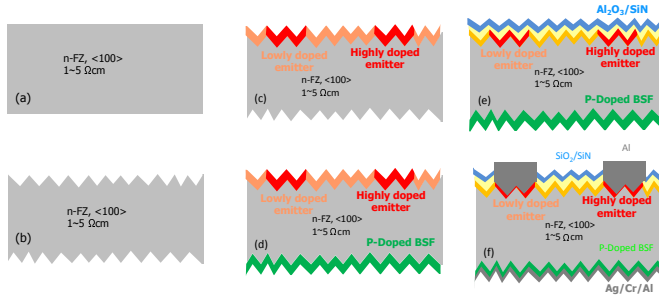 n-FZ, <100>
1~5 Ωcm
(a)
n-FZ, <100>
1~5 Ωcm
(b)
Lowly doped
emitter
Highly doped
emitter
n-FZ, <100>
1~5 Ωcm
(c)
Lowly doped
emitter
Highly doped
emitter
n-FZ, <100>
1~5 Ωcm
(d)
P-Doped BSF
Al₂O₃/SiN
Lowly doped
emitter
Highly doped
emitter
n-FZ, <100>
1~5 Ωcm
(e)
P-Doped BSF
SiO₂/SiN
Al
Lowly doped
emitter
Highly doped
emitter
n-FZ, <100>
1~5 Ωcm
(f)
P-Doped BSF
Ag/Cr/Al